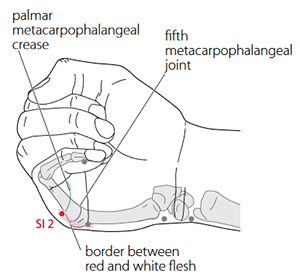 palmar
metacarpophalangeal
crease
fifth
metacarpophalangeal
joint
SI 2
border between
red and white flesh